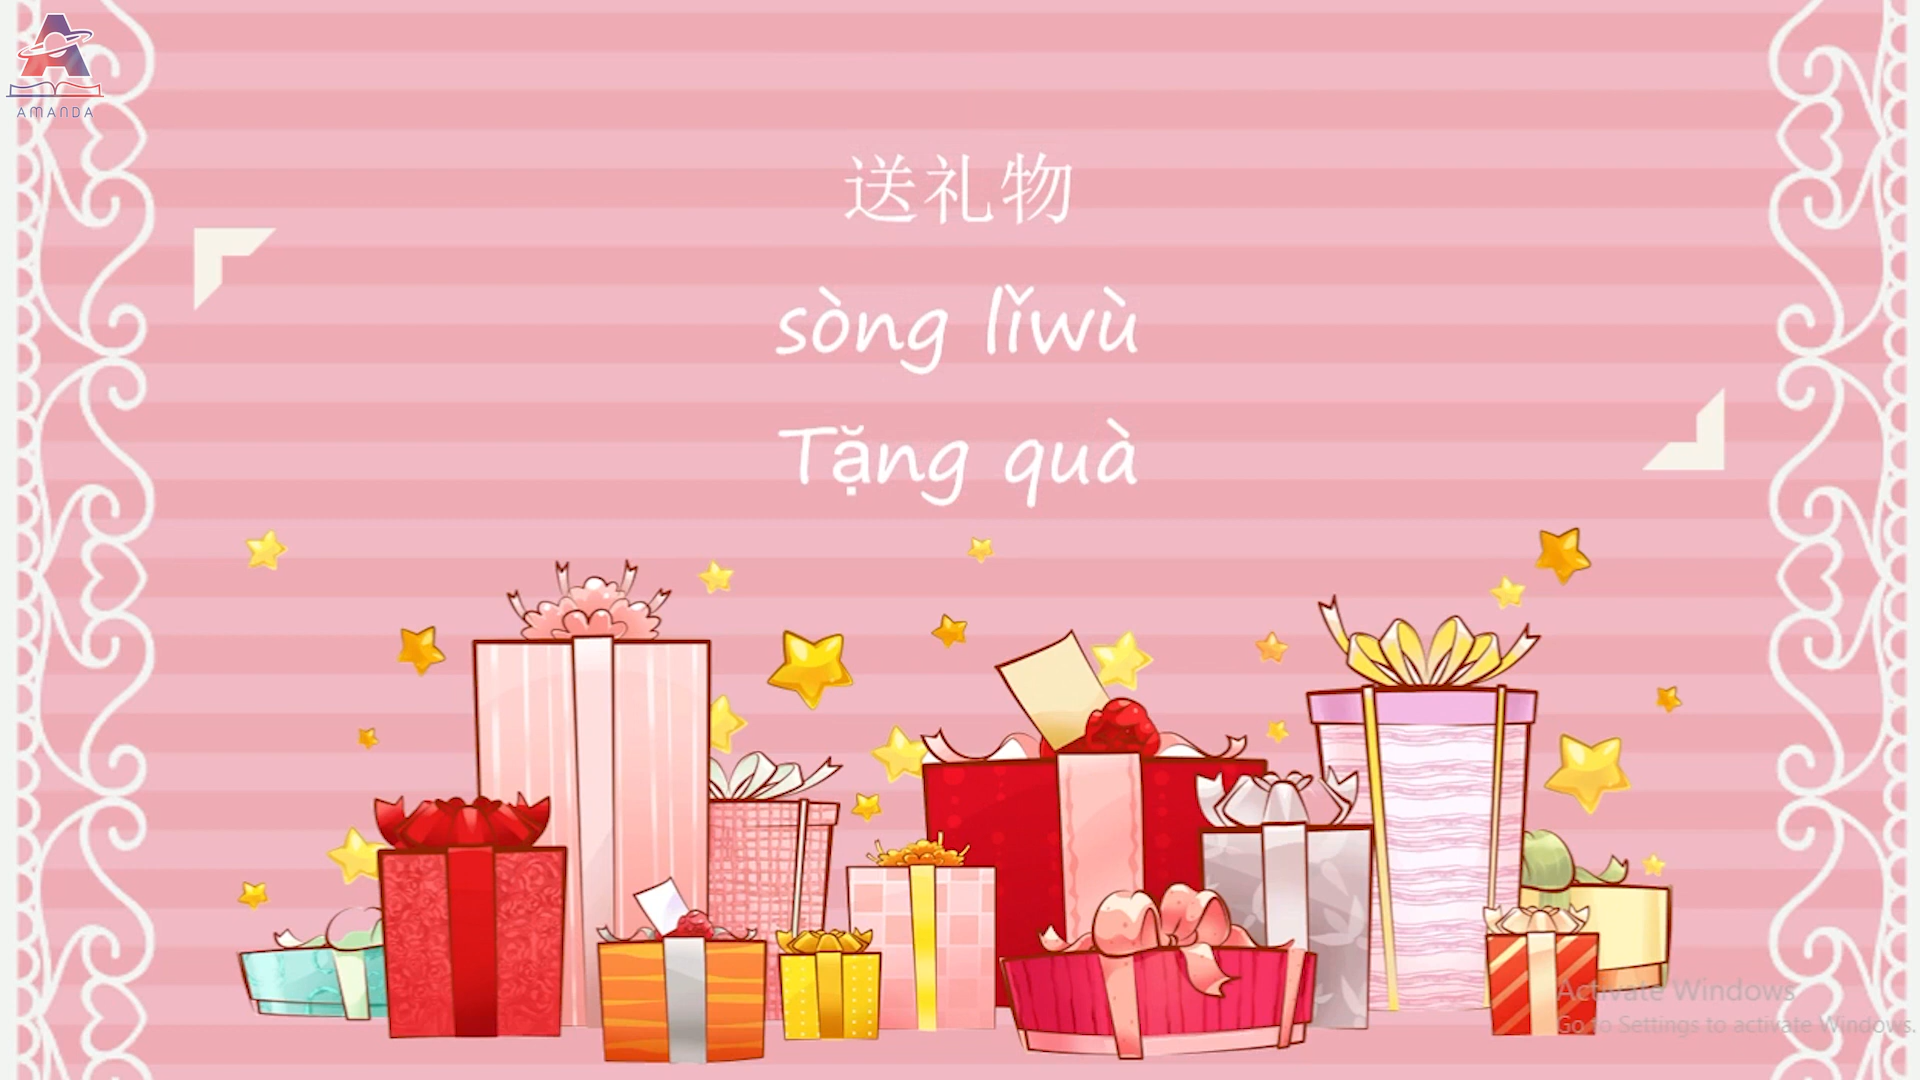 AMANDA
送礼物
sòng lǐwù
Tặng quà
Activate Windows
Go to Settings to activate Windows.